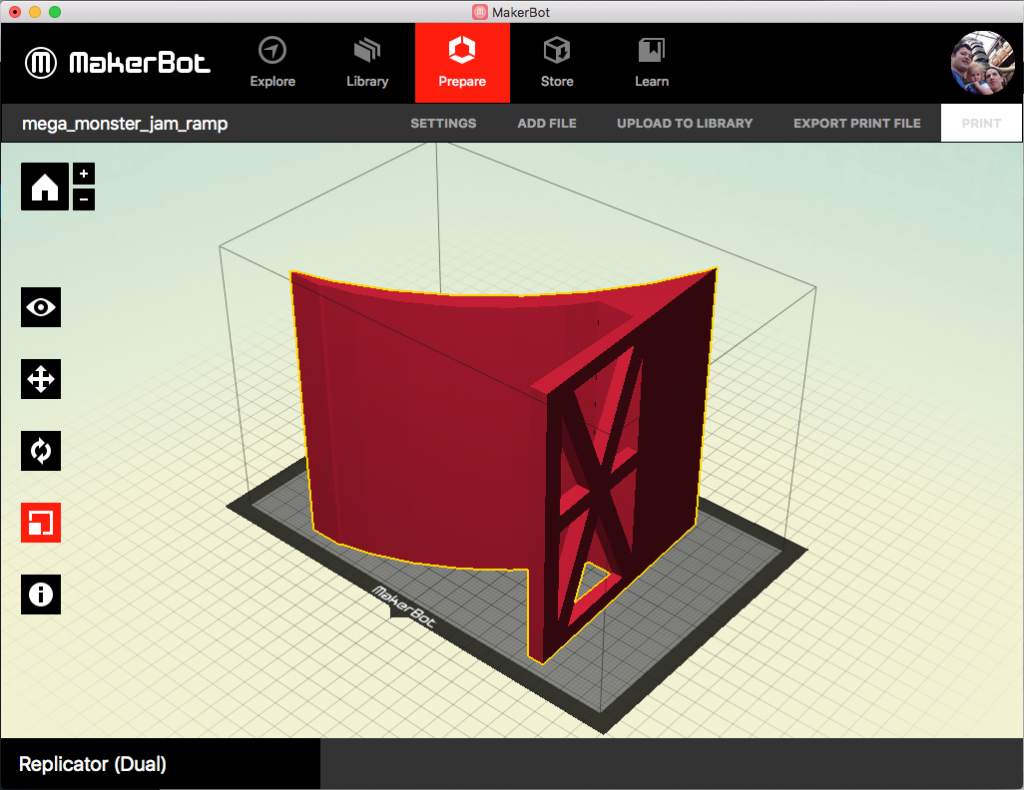 MakerBot
MakerBot
Explore
Library
Prepare
Store
Learn
mega_monster_jam_ramp
SETTINGS
ADD FILE
UPLOAD TO LIBRARY
EXPORT PRINT FILE
PRINT
MakerBot
Replicator (Dual)